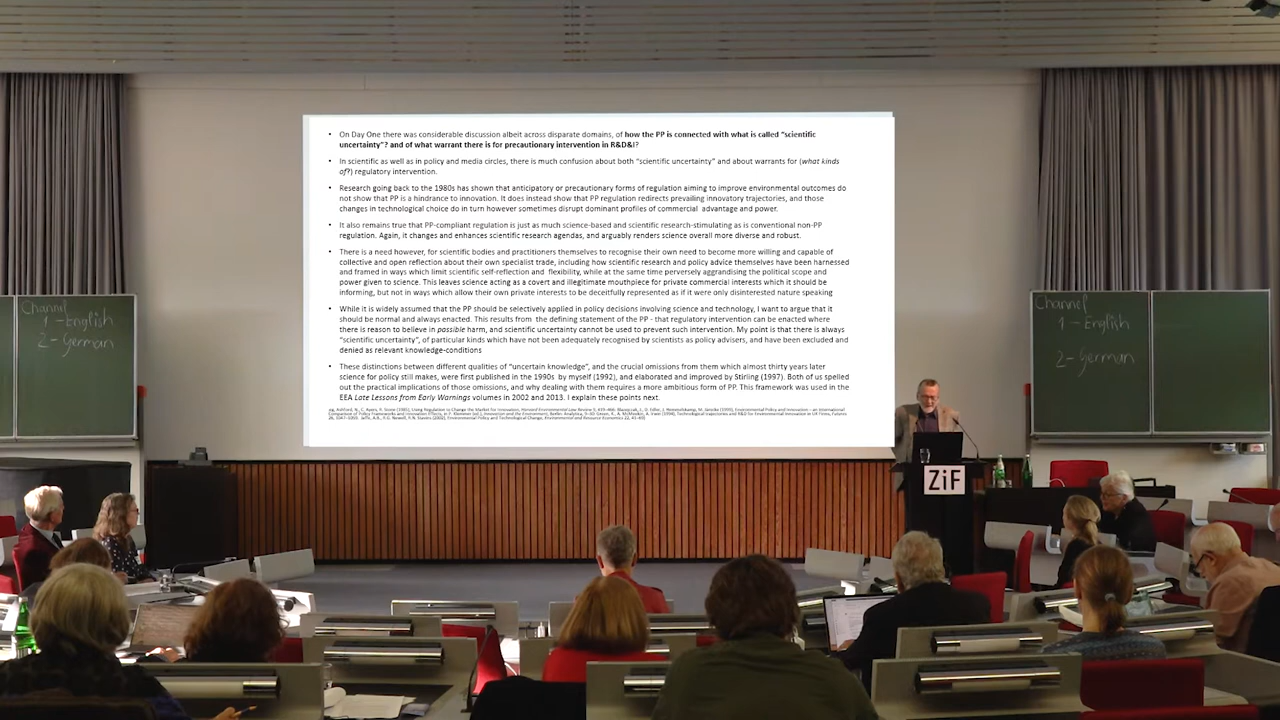 • On Day One there was considerable discussion albeit across disparate domains, of how the PP is connected with what is called "scientific
uncertainty"? and of what warrant there is for precautionary intervention in R&D&I?
• In scientific as well as in policy and media circles, there is much confusion about both "scientific uncertainty" and about warrants for (what kinds
of?) regulatory intervention.
• Research going back to the 1980s has shown that anticipatory or precautionary forms of regulation aiming to improve environmental outcomes do
not show that PP is a hindrance to innovation. It does instead show that PP regulation redirects prevailing innovatory trajectories, and those
changes in technological choice do in turn however sometimes disrupt dominant profiles of commercial advantage and power.
• It also remains true that PP-compliant regulation is just as much science-based and scientific research-stimulating as is conventional non-PP
regulation. Again, it changes and enhances scientific research agendas, and arguably renders science overall more diverse and robust.
• There is a need however, for scientific bodies and practitioners themselves to recognise their own need to become more willing and capable of
collective and open reflection about their own specialist trade, including how scientific research and policy advice themselves have been harnessed
and framed in ways which limit scientific self-reflection and flexibility, while at the same time perversely aggrandising the political scope and
power given to science. This leaves science acting as a covert and illegitimate mouthpiece for private commercial interests which it should be
informing, but not in ways which allow their own private interests to be deceitfully represented as if it were only disinterested nature speaking
• While it is widely assumed that the PP should be selectively applied in policy decisions involving science and technology, I want to argue that it
should be normal and always enacted. This results from the defining statement of the PP - that regulatory intervention can be enacted where
there is reason to believe in possible harm, and scientific uncertainty cannot be used to prevent such intervention. My point is that there is always
"scientific uncertainty", of particular kinds which have not been adequately recognised by scientists as policy advisers, and have been excluded and
denied as relevant knowledge-conditions
• These distinctions between different qualities of "uncertain knowledge", and the crucial omissions from them which almost thirty years later
science for policy still makes, were first published in the 1990s by myself (1992), and elaborated and improved by Stirling (1997). Both of us spelled
out the practical implications of those omissions, and why dealing with them requires a more ambitious form of PP. This framework was used in the
EEA Late Lessons from Early Warnings volumes in 2002 and 2013. I explain these points next.
Channel
1 - English
2 - German
Channel
1 - English
2 - German
ZiF